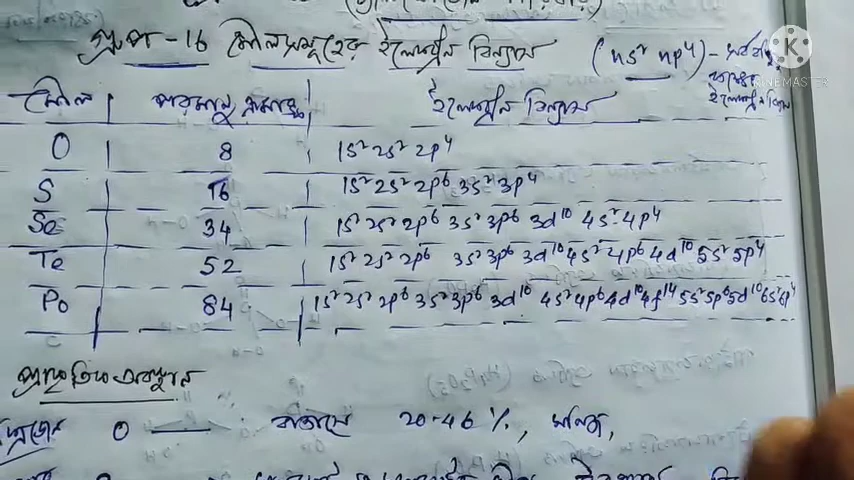 গ্রুপ -16 মৌলসমূহের ইলেকট্রন বিন্যাস (ns² np⁴) -
KINEMASTER
মৌল পারমাণু ক্রমাঙ্ক ইলেকট্রন বিন্যাস
O 8 1s² 2s² 2p⁴
S 16 1s² 2s² 2p⁶ 3s² 3p⁴
Se 34 1s² 2s² 2p⁶ 3s² 3p⁶ 3d¹⁰ 4s² 4p⁴
Te 52 1s² 2s² 2p⁶ 3s² 3p⁶ 3d¹⁰ 4s² 4p⁶ 4d¹⁰ 5s² 5p⁴
Po 84 1s² 2s² 2p⁶ 3s² 3p⁶ 3d¹⁰ 4s² 4p⁶ 4d¹⁰ 4f¹⁴ 5s² 5p⁶ 5d¹⁰ 6s² 6p⁴
প্রাকৃতিক অবস্থান
O — বাতাসে 20.46 %, খনিজ,